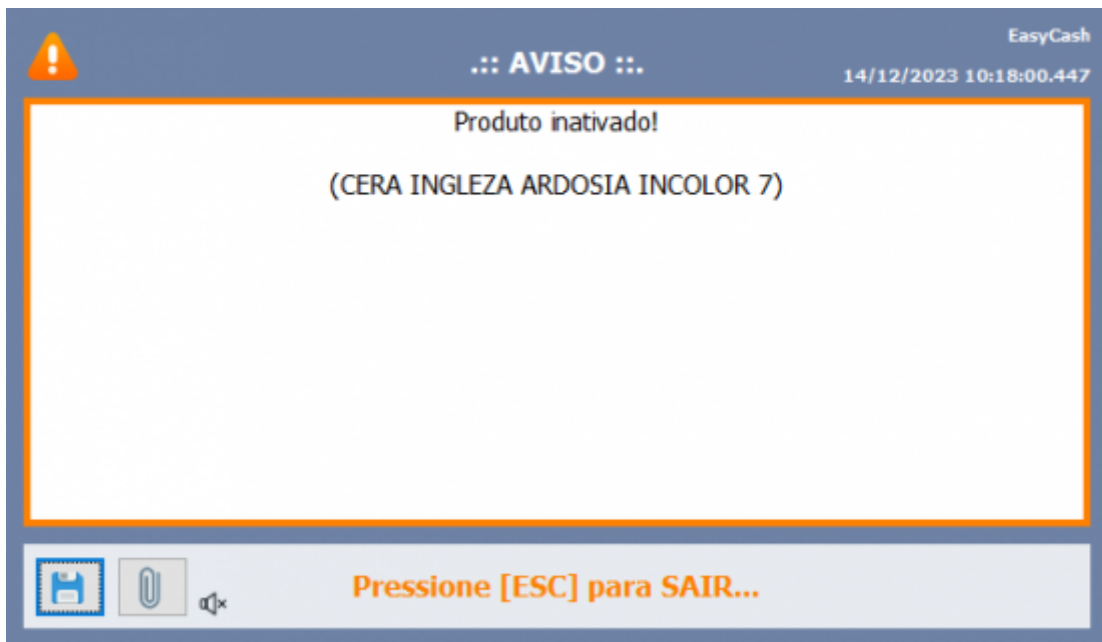 EasyCash
.:: AVISO ::.
14/12/2023 10:18:00.447
Produto inativado!
(CERA INGLEZA ARDOSIA INCOLOR 7)
Pressione [ESC] para SAIR...